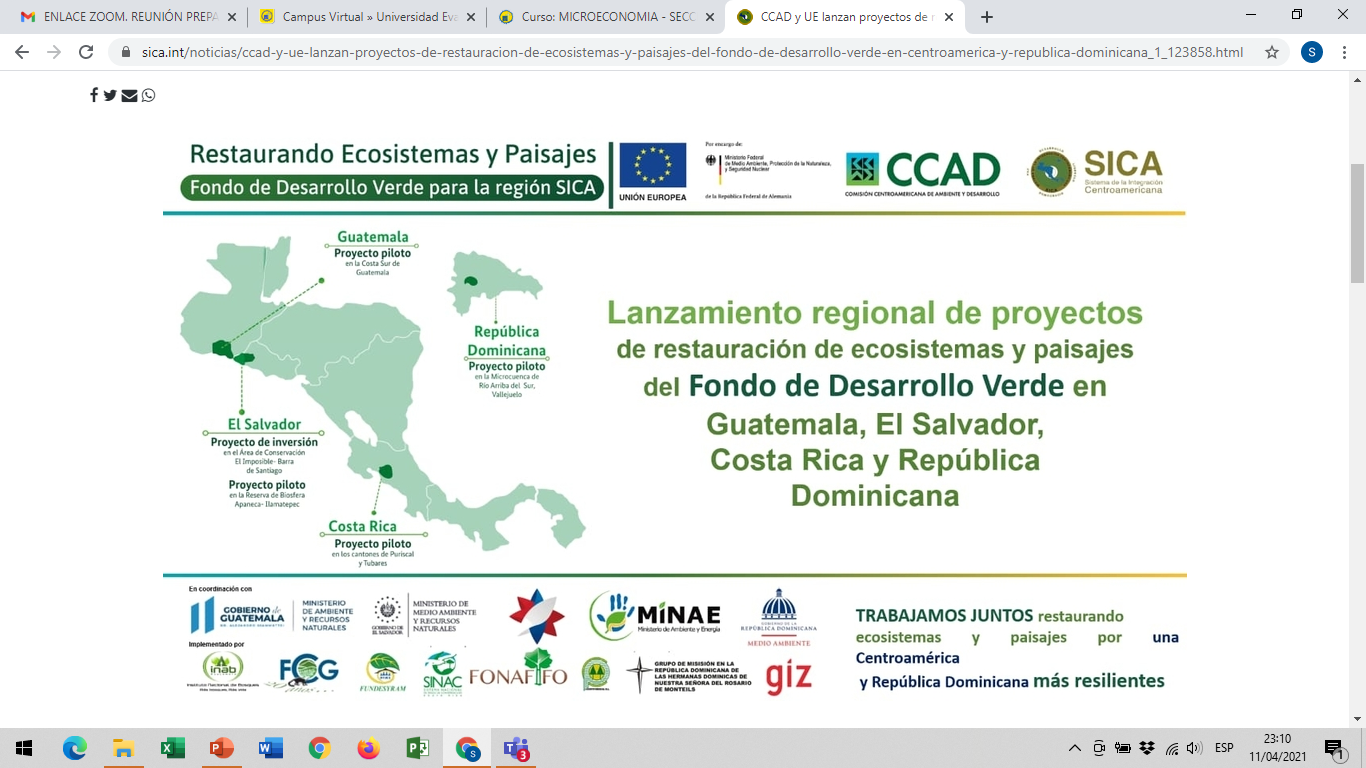 ENLACE ZOOM. REUNIÓN PREPA
Campus Virtual » Universidad Eva
Curso: MICROECONOMIA - SECC
CCAD y UE lanzan proyectos de r
sica.int/noticias/ccad-y-ue-lanzan-proyectos-de-restauracion-de-ecosistemas-y-paisajes-del-fondo-de-desarrollo-verde-en-centroamerica-y-republica-dominicana_1_123858.html
S
Restaurando Ecosistemas y Paisajes
Fondo de Desarrollo Verde para la región SICA
UNIÓN EUROPEA
Por encargo de:
Ministerio Federal
de Medio Ambiente, Protección de la Naturaleza,
y Seguridad Nuclear
de la República Federal de Alemania
CCAD
COMISIÓN CENTROAMERICANA DE AMBIENTE Y DESARROLLO
SICA
Sistema de la Integración
Centroamericana
Guatemala
Proyecto piloto
en la Costa Sur de
Guatemala
República
Dominicana
Proyecto piloto
en la Microcuenca de
Río Arriba del Sur,
Vallejuelo
El Salvador
Proyecto de inversión
en el Área de Conservación
El Imposible- Barra
de Santiago
Proyecto piloto
en la Reserva de Biosfera
Apaneca- Ilamatepec
Costa Rica
Proyecto piloto
en los cantones de Puriscal
y Tubares
Lanzamiento regional de proyectos
de restauración de ecosistemas y paisajes
del Fondo de Desarrollo Verde en
Guatemala, El Salvador,
Costa Rica y República
Dominicana
En coordinación con
GOBIERNO de
GUATEMALA
MINISTERIO
DE AMBIENTE
Y RECURSOS
NATURALES
GOBIERNO DE
EL SALVADOR
MINISTERIO DE
MEDIO AMBIENTE
Y RECURSOS
NATURALES
MINAE
Ministerio de Ambiente y Energía
GOBIERNO DE LA
REPÚBLICA DOMINICANA
MEDIO AMBIENTE
Implementado por
inab
Instituto Nacional de Bosques
Más bosques, Más vida
FCG
FUNDESYRAM
SINAC
FONAFIFO
GRUPO DE MISISIÓN EN LA
REPÚBLICA DOMINICANA DE
LAS HERMANAS DOMINICAS DE
NUESTRA SEÑORA DEL ROSARIO
DE MONTEILS
giz
TRABAJAMOS JUNTOS restaurando
ecosistemas y paisajes por una
Centroamérica
y República Dominicana más resilientes
3
ESP
23:10
11/04/2021
1